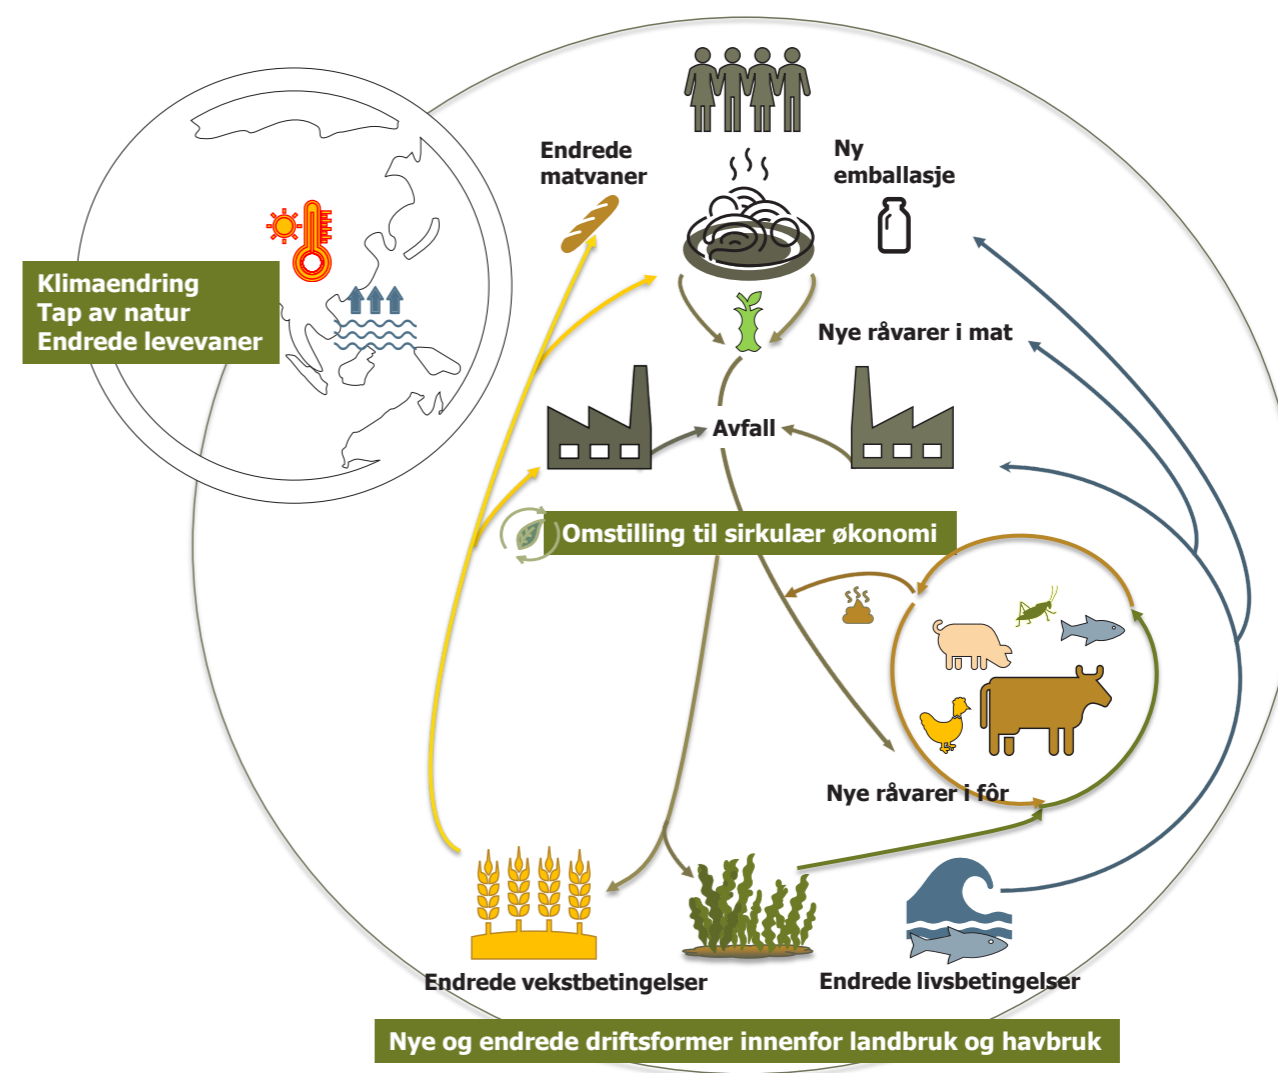 Endrede
matvaner
Ny
emballasje
Klimaendring
Tap av natur
Endrede levevaner
Nye råvarer i mat
Avfall
Omstilling til sirkulær økonomi
Nye råvarer i fôr
Endrede vekstbetingelser
Endrede livsbetingelser
Nye og endrede driftsformer innenfor landbruk og havbruk